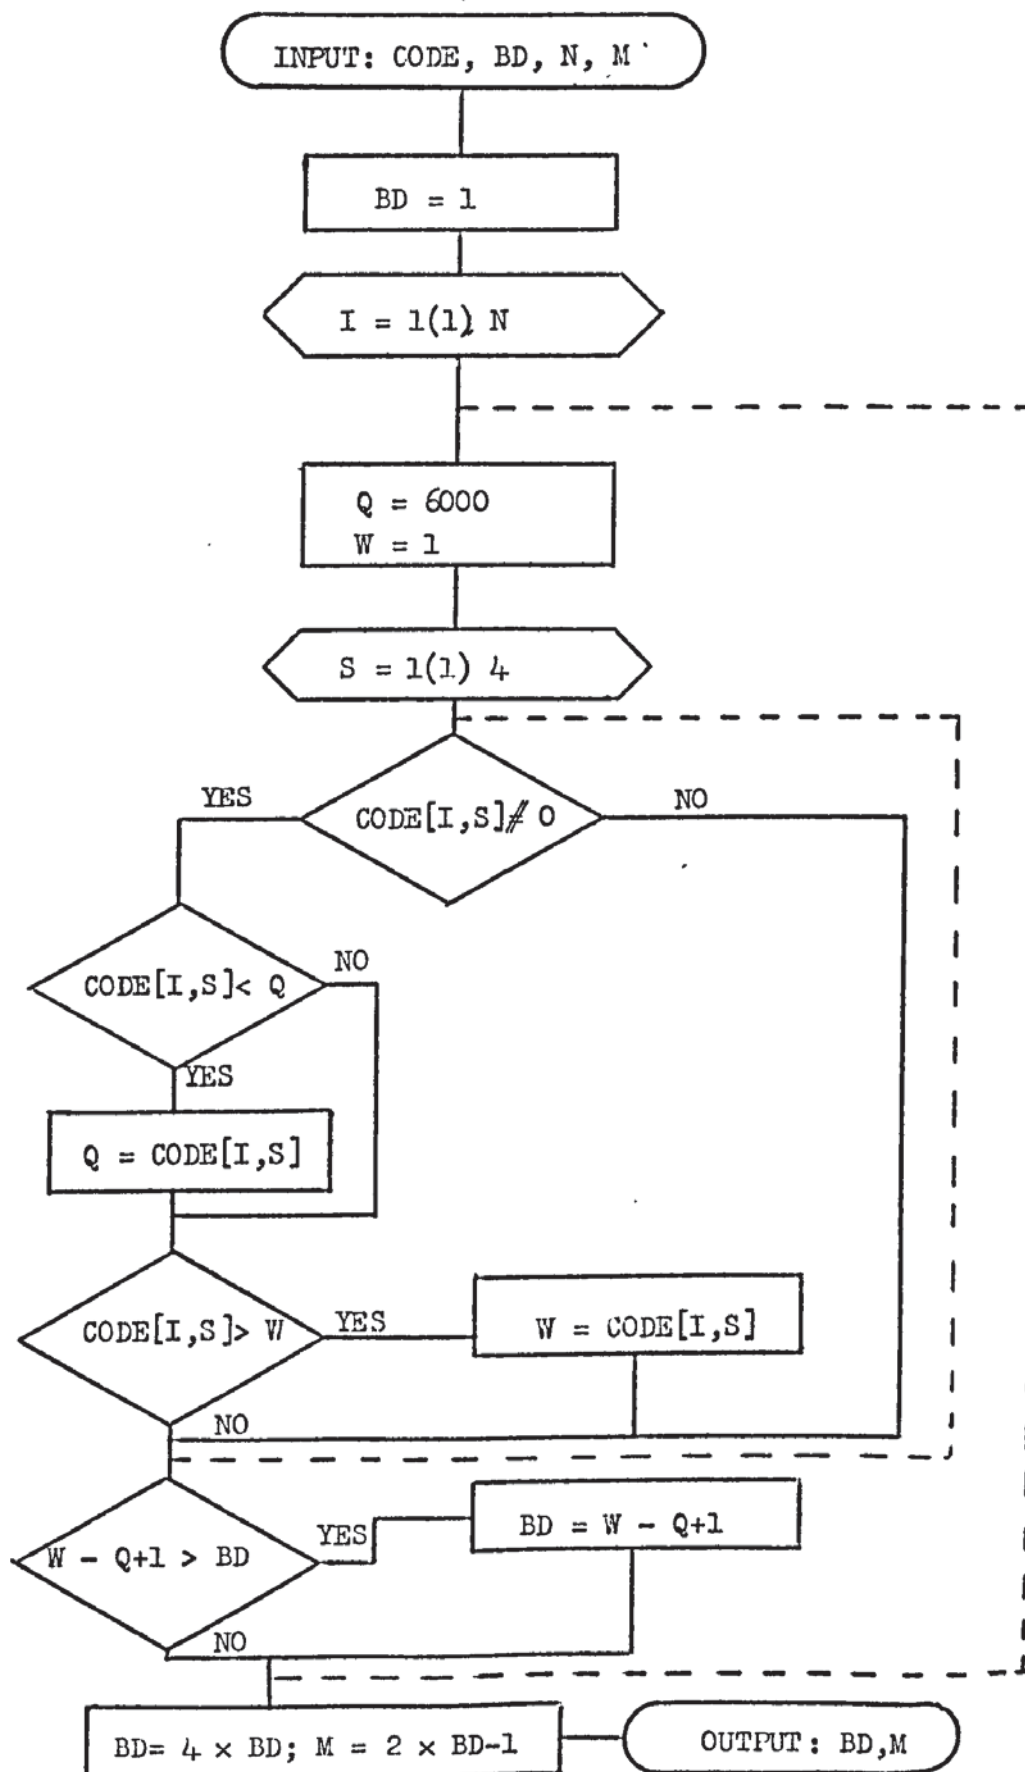 INPUT: CODE, BD, N, M
BD = 1
I = 1(1) N
Q = 6000
W = 1
S = 1(1) 4
YES
CODE[I,S]≠ 0
NO
CODE[I,S]< Q
NO
YES
Q = CODE[I,S]
CODE[I,S]> W
YES
W = CODE[I,S]
NO
W - Q+1 > BD
YES
BD = W - Q+1
NO
BD= 4 × BD; M = 2 × BD-1
OUTPUT: BD,M